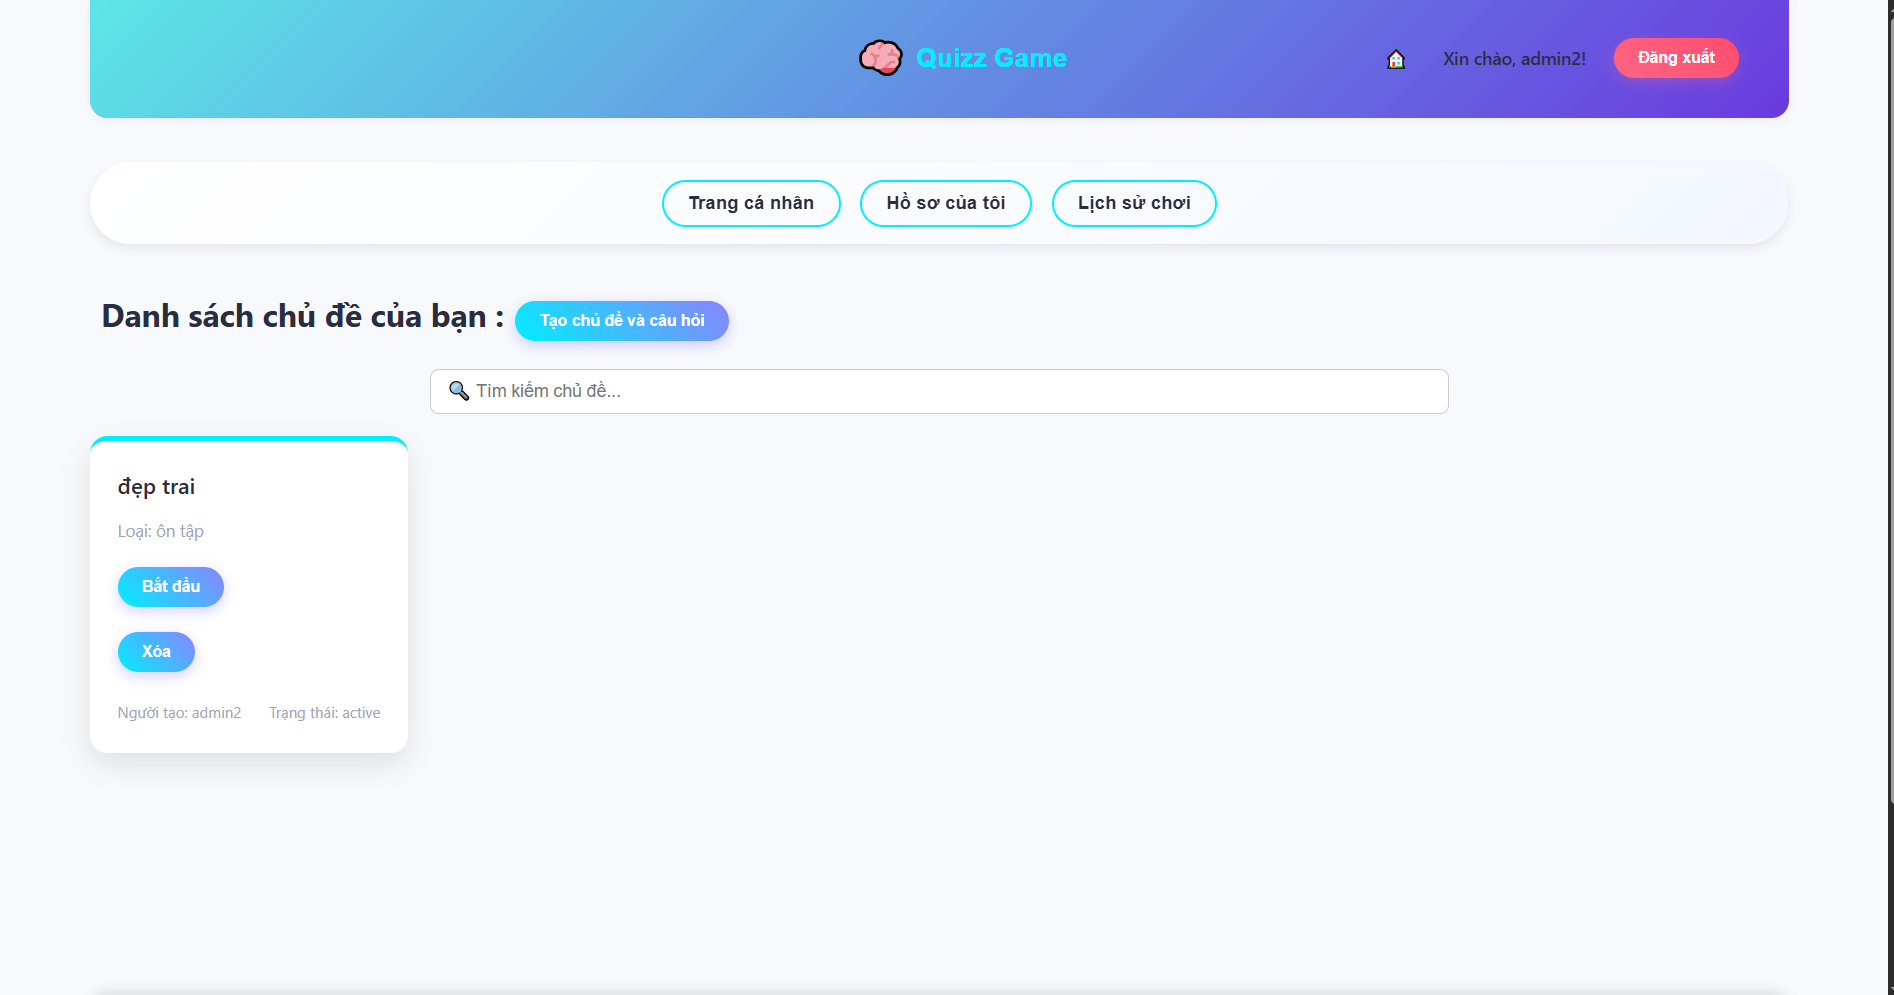 Quizz Game
Xin chào, admin2!
Đăng xuất
Trang cá nhân
Hồ sơ của tôi
Lịch sử chơi
Danh sách chủ đề của bạn :
Tạo chủ đề và câu hỏi
Tìm kiếm chủ đề...
đẹp trai
Loại: ôn tập
Bắt đầu
Xóa
Người tạo: admin2
Trạng thái: active